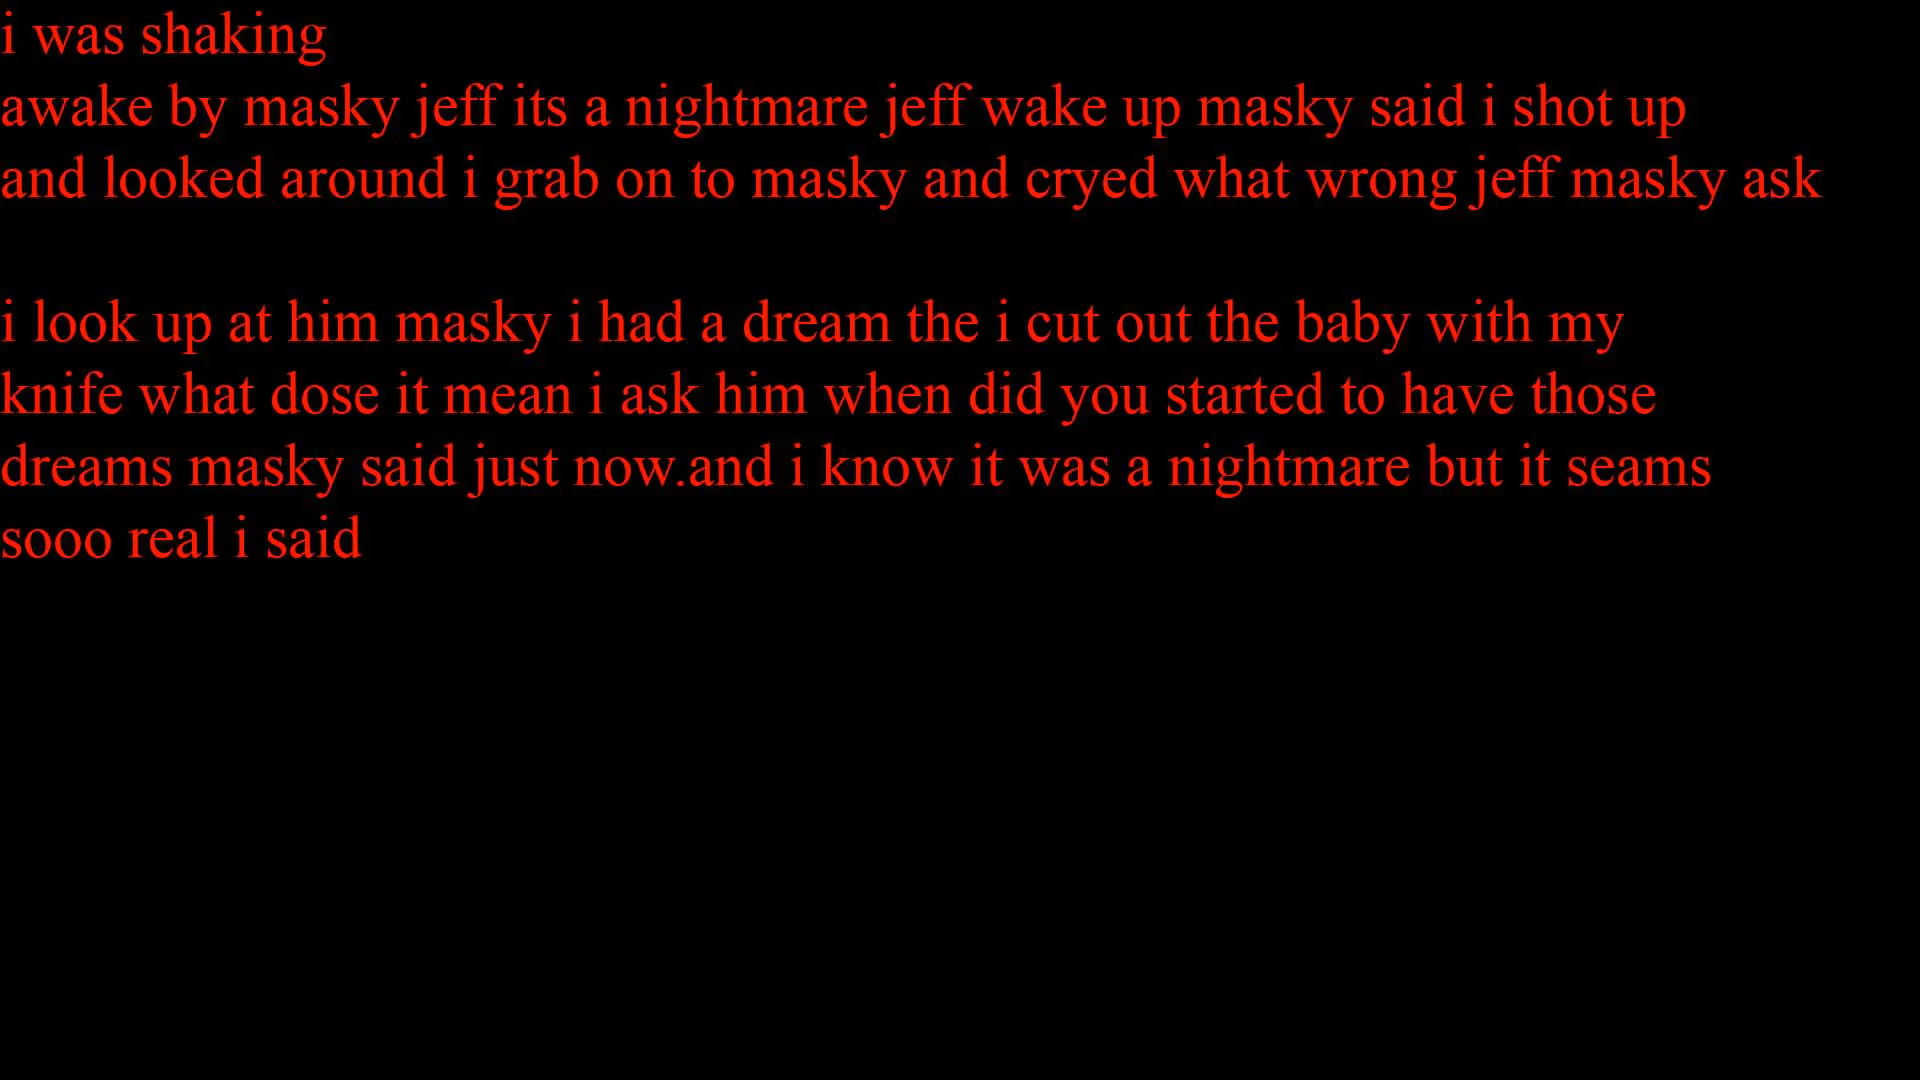 i was shaking
awake by masky jeff its a nightmare jeff wake up masky said i shot up
and looked around i grab on to masky and cryed what wrong jeff masky ask
i look up at him masky i had a dream the i cut out the baby with my
knife what dose it mean i ask him when did you started to have those
dreams masky said just now.and i know it was a nightmare but it seams
sooo real i said